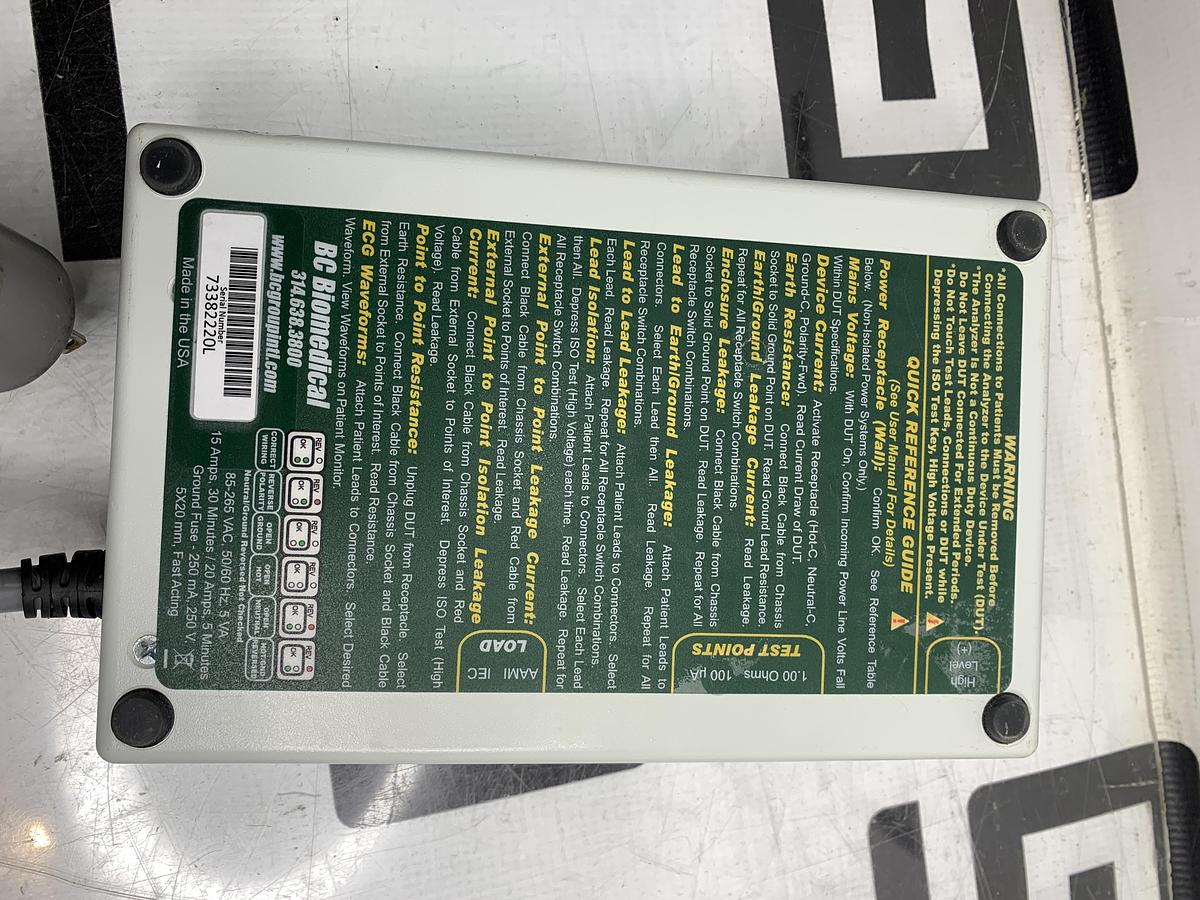 WARNING
*All Connections to Patients Must be Removed Before
Connecting the Analyzer to the Device Under Test (DUT).
*The Analyzer Is Not a Continuous Duty Device.
Do Not Leave DUT Connected For Extended Periods.
*Do Not Touch Test Leads, Connectors or DUT while
Depressing the ISO Test Key, High Voltage Present.
QUICK REFERENCE GUIDE
(See User Manual For Details)
Power Receptacle (Wall): Confirm OK. See Reference Table
Below. (Non-Isolated Power Systems Only.)
Mains Voltage: With DUT On, Confirm Incoming Power Line Volts Fall
Within DUT Specifications.
Device Current: Activate Receptacle (Hot-C, Neutral-C,
Ground-C, Polarity-Fwd). Read Current Draw of DUT.
Earth Resistance: Connect Black Cable from Chassis
Socket to Solid Ground Point on DUT. Read Ground Lead Resistance.
Earth/Ground Leakage Current: Read Leakage.
Repeat for All Receptacle Switch Combinations.
Enclosure Leakage: Connect Black Cable from Chassis
Socket to Solid Ground Point on DUT. Read Leakage. Repeat for All
Receptacle Switch Combinations.
Lead to Earth/Ground Leakage: Attach Patient Leads to
Connectors. Select Each Lead then All. Read Leakage. Repeat for All
Receptacle Switch Combinations.
Lead to Lead Leakage: Attach Patient Leads to Connectors. Select
Each Lead, Read Leakage. Repeat for All Receptacle Switch Combinations.
Lead Isolation: Attach Patient Leads to Connectors. Select Each Lead
then All. Depress ISO Test (High Voltage) each time. Read Leakage. Repeat for
All Receptacle Switch Combinations.
External Point to Point Leakage Current:
Connect Black Cable from Chassis Socket and Red Cable from
External Socket to Points of Interest. Read Leakage.
External Point to Point Isolation Leakage
Current: Connect Black Cable from Chassis Socket and Red
Cable from External Socket to Points of Interest. Depress ISO Test (High
Voltage). Read Leakage.
Point to Point Resistance: Unplug DUT from Receptacle. Select
Earth Resistance. Connect Black Cable from Chassis Socket and Black Cable
from External Socket to Points of Interest. Read Resistance.
ECG Waveforms: Attach Patient Leads to Connectors. Select Desired
Waveform. View Waveforms on Patient Monitor.
High
Level
(+)
TEST POINTS
1.00 Ohms 100 µA
LOAD
AAMI IEC
BC Biomedical
314.638.3800
www.bcgroupintl.com
Serial Number
73382220L
Made in the USA
REV REV REV REV REV REV
OK OK OK OK OK OK
CORRECT WIRING
REVERSE POLARITY
OPEN GROUND
OPEN HOT
OPEN NEUTRAL
HOT/GND REVERSED
Neutral/Ground Reversed Not Checked
85-265 VAC, 50/60 Hz, 5 VA
15 Amps, 30 Minutes / 20 Amps, 5 Minutes
Ground Fuse - 250 mA, 250 V,
5X20 mm, Fast Acting